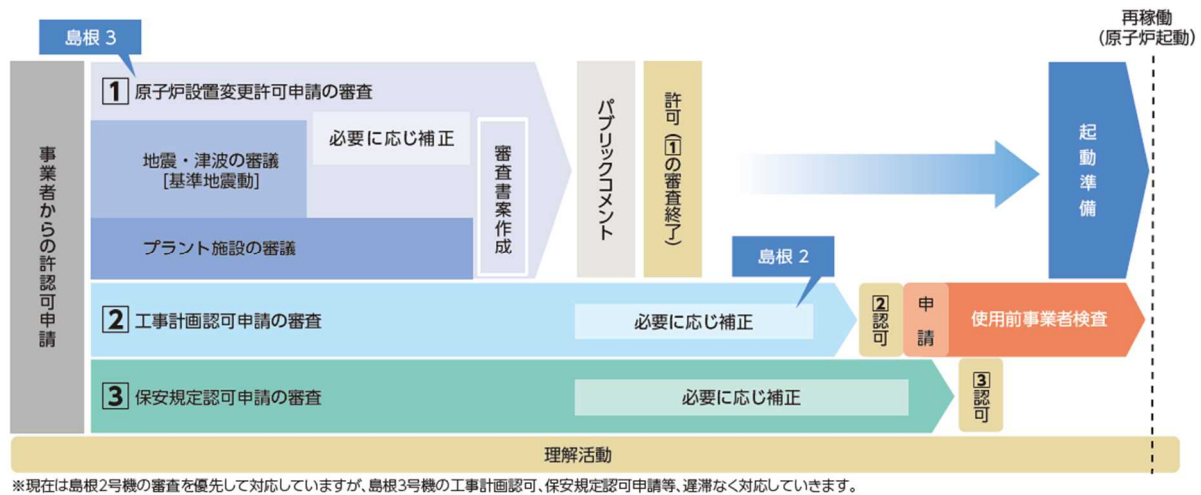 再稼働
(原子炉起動)
島根 3
事業者からの許認可申請
1 原子炉設置変更許可申請の審査
必要に応じ補正
地震・津波の審議
[基準地震動]
審査書案作成
プラント施設の審議
パブリックコメント
許可(1の審査終了)
起動準備
島根 2
2 工事計画認可申請の審査
必要に応じ補正
2認可
申請
使用前事業者検査
3 保安規定認可申請の審査
必要に応じ補正
3認可
理解活動
※現在は島根2号機の審査を優先して対応していますが、島根3号機の工事計画認可、保安規定認可申請等、遅滞なく対応していきます。